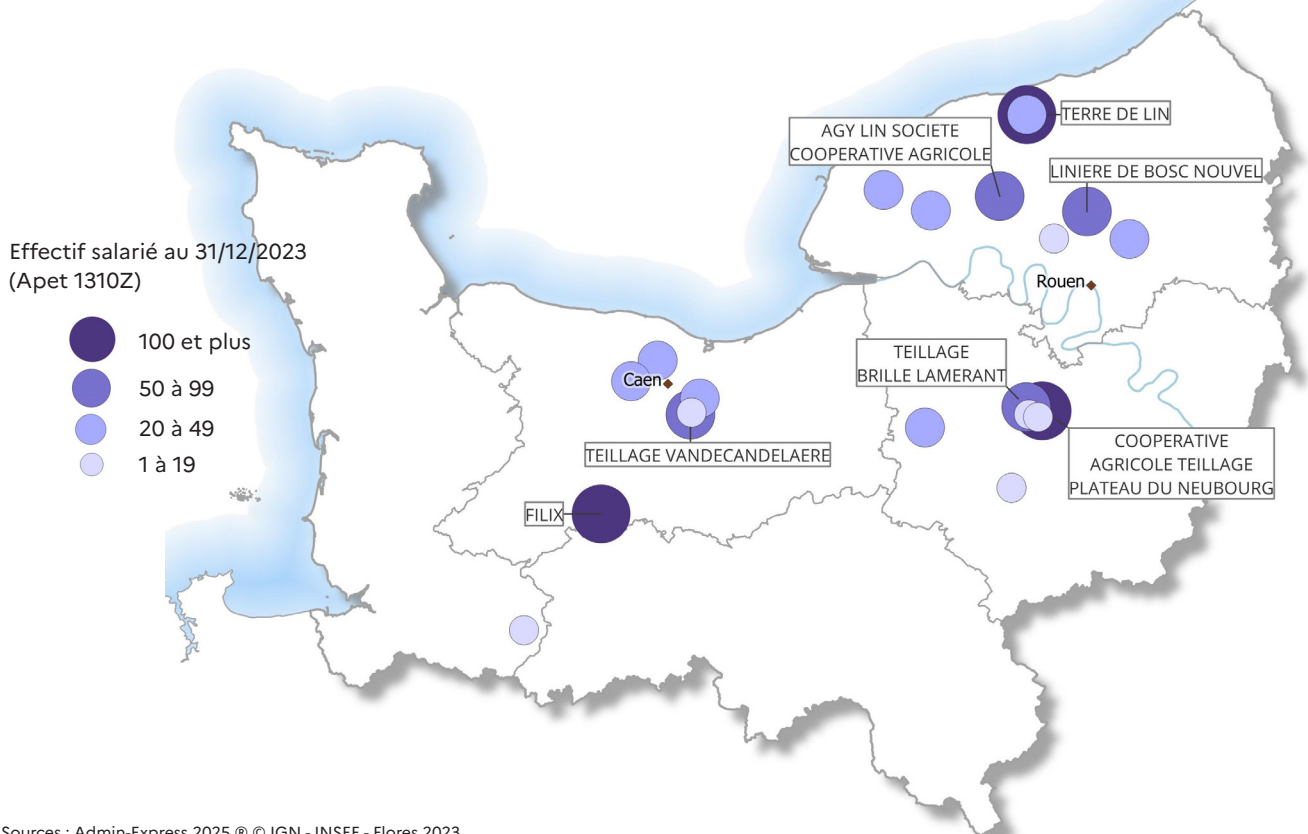 TERRE DE LIN
AGY LIN SOCIETE
COOPERATIVE AGRICOLE
LINIERE DE BOSC NOUVEL
Effectif salarié au 31/12/2023
(Apet 1310Z)
100 et plus
50 à 99
20 à 49
1 à 19
Rouen
Caen
TEILLAGE
BRILLE LAMERANT
TEILLAGE VANDECANDELAERE
COOPERATIVE
AGRICOLE TEILLAGE
PLATEAU DU NEUBOURG
FILIX
Sources : Admin-Express 2025 ® © IGN - INSEE - Flores 2023